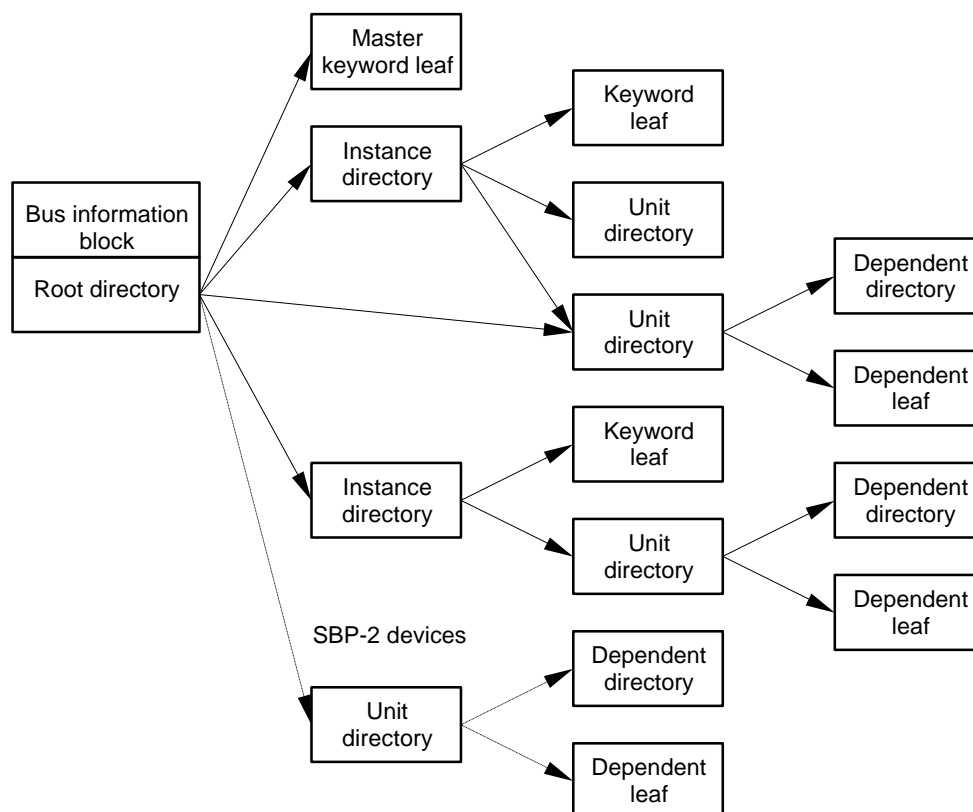 Master
keyword leaf
Keyword
leaf
Instance
directory
Unit
directory
Bus information
block
Root directory
Dependent
directory
Unit
directory
Dependent
leaf
Keyword
leaf
Instance
directory
Dependent
directory
Unit
directory
Dependent
leaf
SBP-2 devices
Dependent
directory
Unit
directory
Dependent
leaf